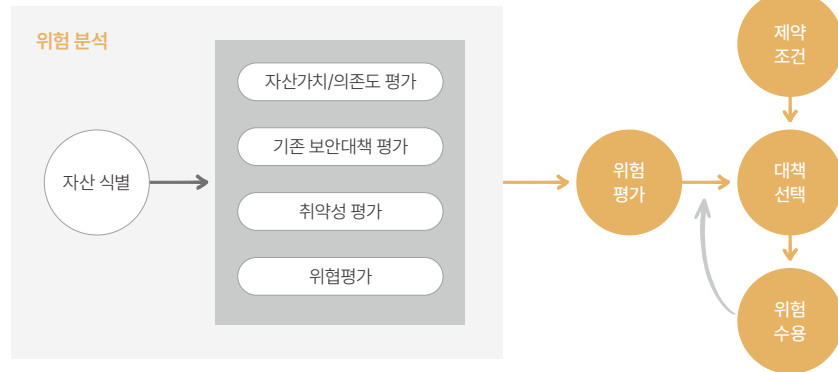 위험 분석
자산 식별
자산가치/의존도 평가
기존 보안대책 평가
취약성 평가
위협평가
위험
평가
제약
조건
대책
선택
위험
수용